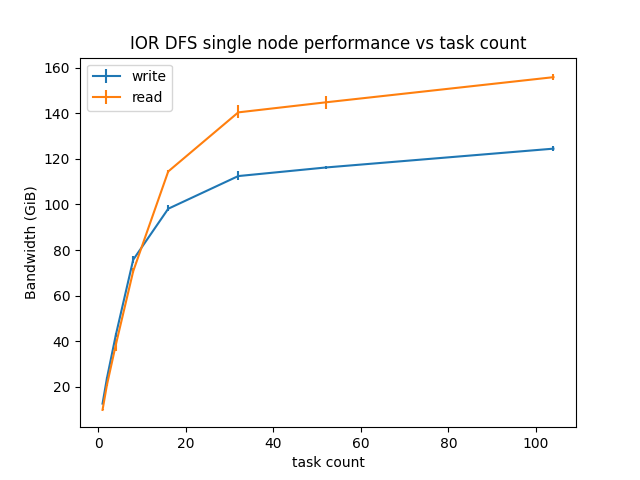 IOR DFS single node performance vs task count
write
read
Bandwidth (GiB)
160
140
120
100
80
60
40
20
0
20
40
60
80
100
task count